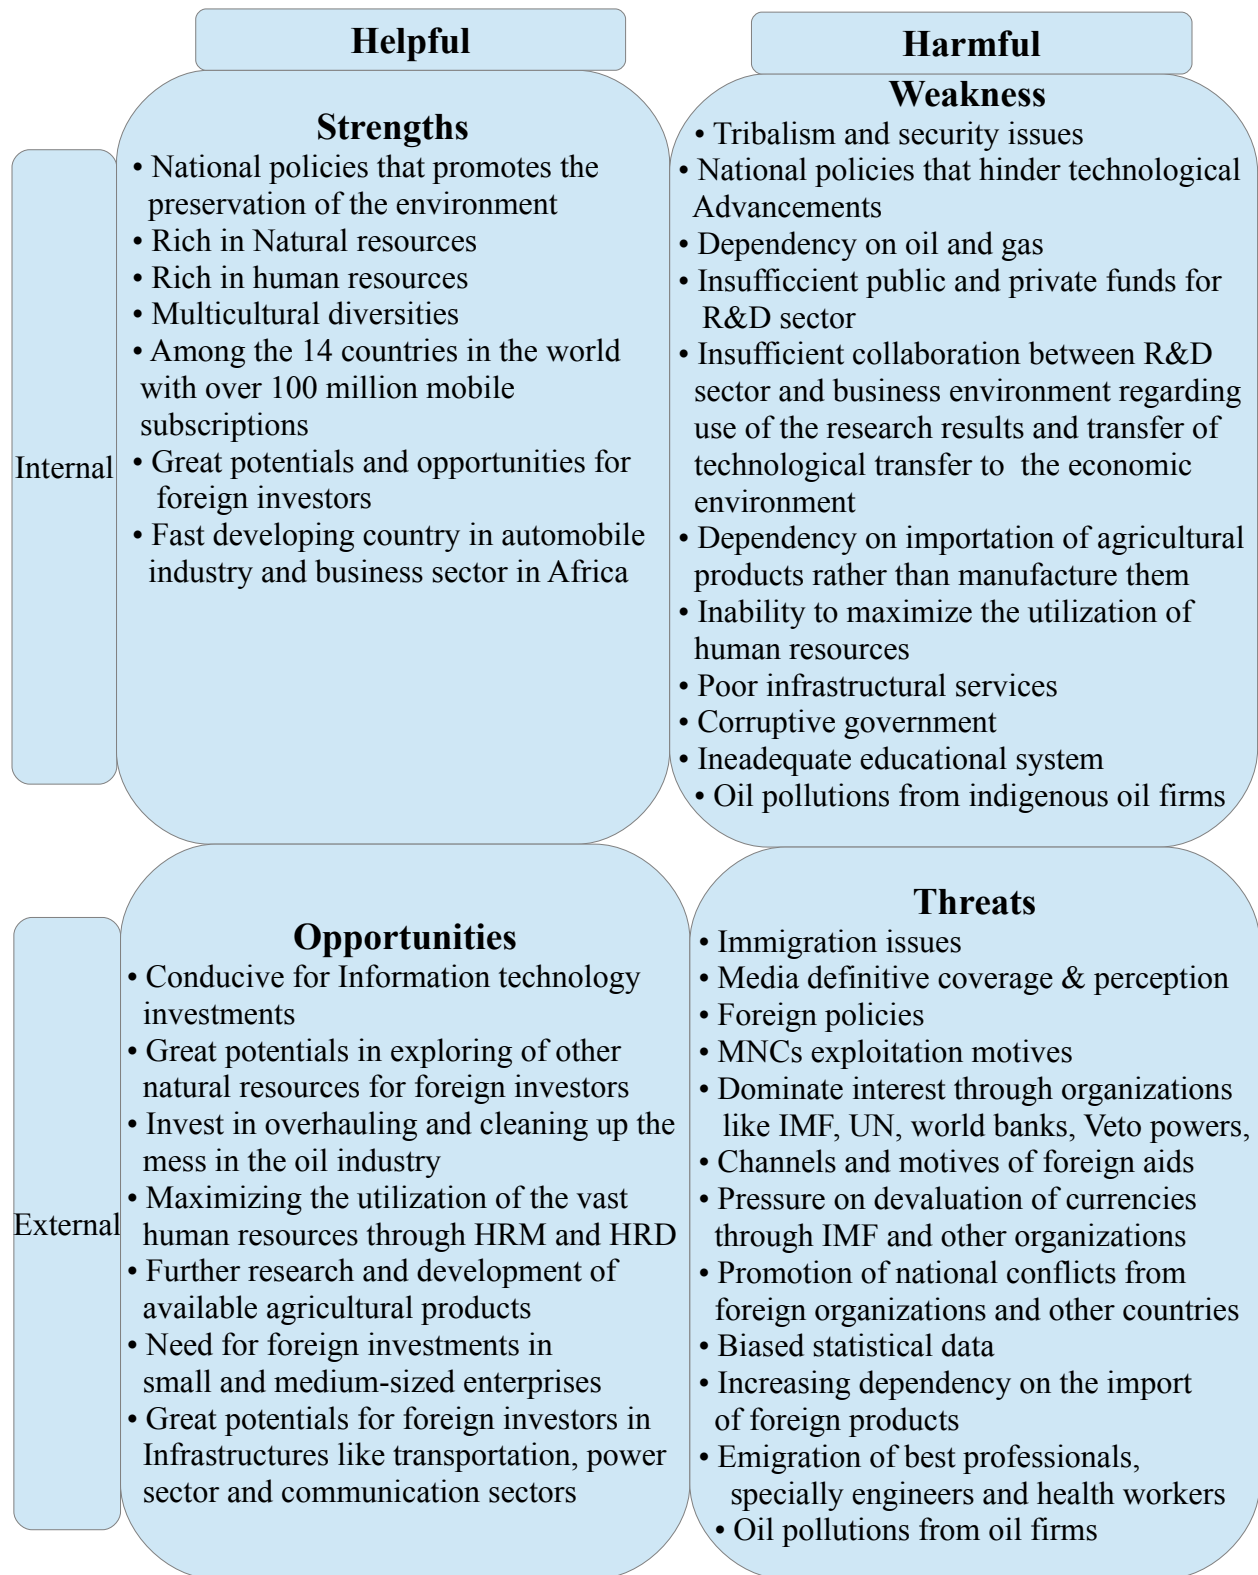 Helpful
Harmful
Internal
Strengths
• National policies that promotes the
preservation of the environment
• Rich in Natural resources
• Rich in human resources
• Multicultural diversities
• Among the 14 countries in the world
with over 100 million mobile
subscriptions
• Great potentials and opportunities for
foreign investors
• Fast developing country in automobile
industry and business sector in Africa
Weakness
• Tribalism and security issues
• National policies that hinder technological
Advancements
• Dependency on oil and gas
• Insufficcient public and private funds for
R&D sector
• Insufficient collaboration between R&D
sector and business environment regarding
use of the research results and transfer of
technological transfer to the economic
environment
• Dependency on importation of agricultural
products rather than manufacture them
• Inability to maximize the utilization of
human resources
• Poor infrastructural services
• Corruptive government
• Ineadequate educational system
• Oil pollutions from indigenous oil firms
External
Opportunities
• Conducive for Information technology
investments
• Great potentials in exploring of other
natural resources for foreign investors
• Invest in overhauling and cleaning up the
mess in the oil industry
• Maximizing the utilization of the vast
human resources through HRM and HRD
• Further research and development of
available agricultural products
• Need for foreign investments in
small and medium-sized enterprises
• Great potentials for foreign investors in
Infrastructures like transportation, power
sector and communication sectors
Threats
• Immigration issues
• Media definitive coverage & perception
• Foreign policies
• MNCs exploitation motives
• Dominate interest through organizations
like IMF, UN, world banks, Veto powers,
• Channels and motives of foreign aids
• Pressure on devaluation of currencies
through IMF and other organizations
• Promotion of national conflicts from
foreign organizations and other countries
• Biased statistical data
• Increasing dependency on the import
of foreign products
• Emigration of best professionals,
specially engineers and health workers
• Oil pollutions from oil firms